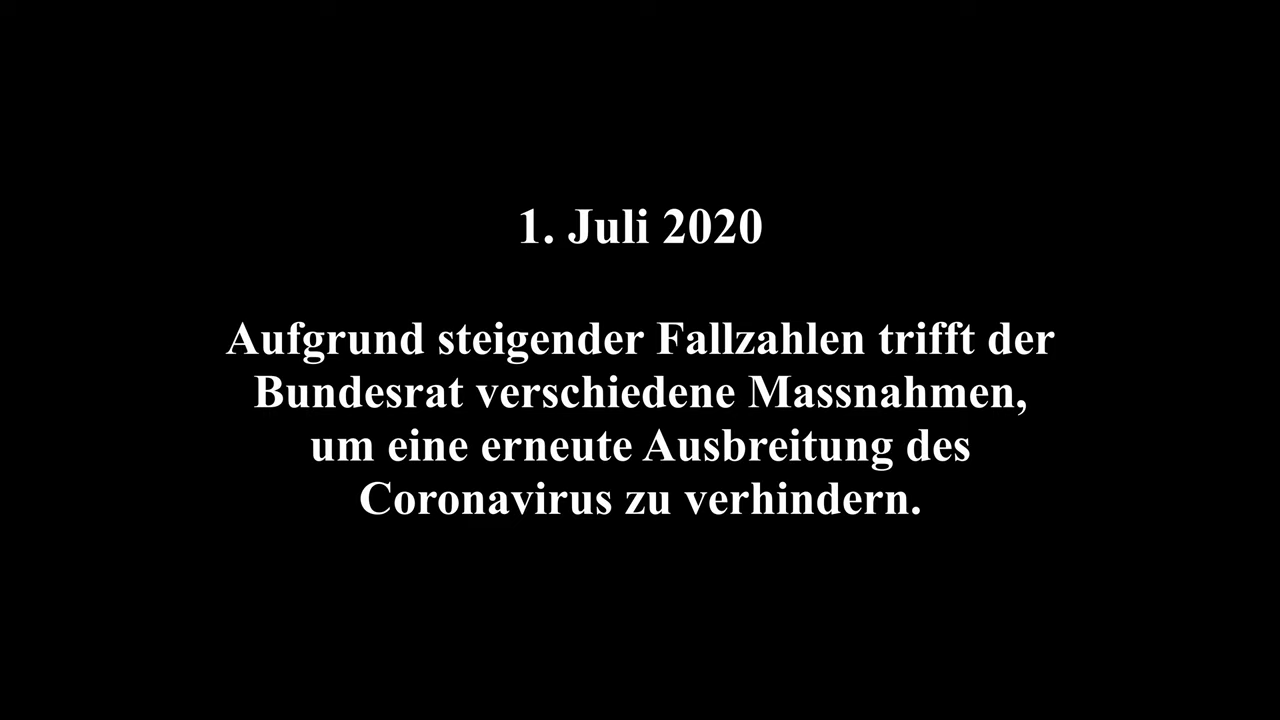 1. Juli 2020
Aufgrund steigender Fallzahlen trifft der
Bundesrat verschiedene Massnahmen,
um eine erneute Ausbreitung des
Coronavirus zu verhindern.